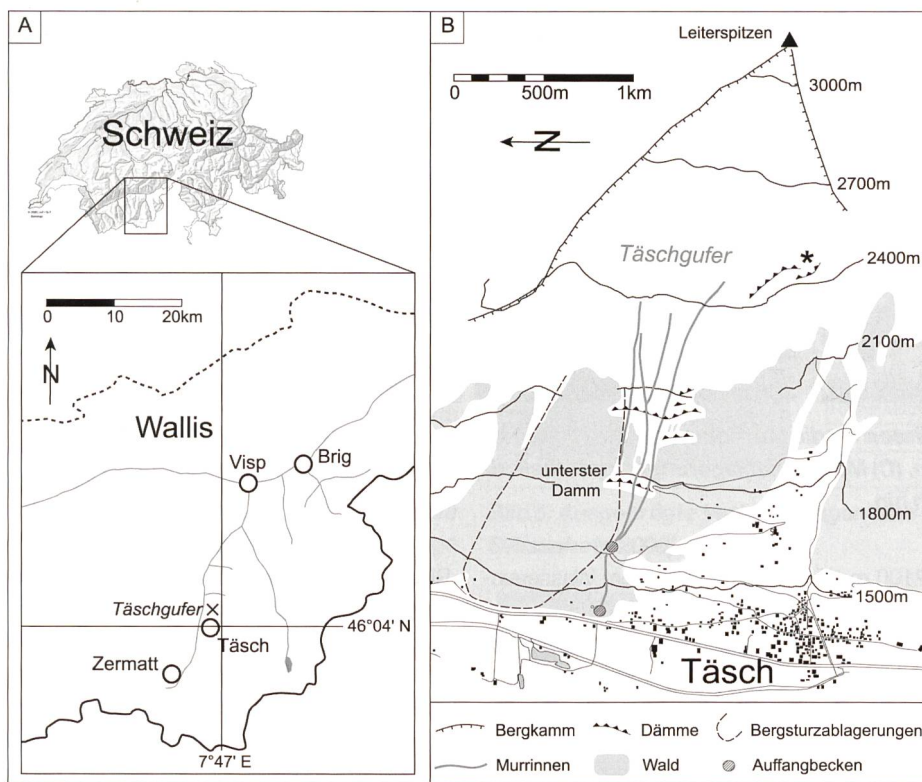 A
Schweiz
0 10 20km
N
Wallis
Visp
Brig
Täschgufer
Täsch
46°04' N
Zermatt
7°47' E
B
Leiterspitzen
0 500m 1km
3000m
N
2700m
Täschgufer
*
2400m
2100m
unterster
Damm
1800m
1500m
Täsch
Bergkamm
Dämme
Bergsturzablagerungen
Murrinnen
Wald
Auffangbecken